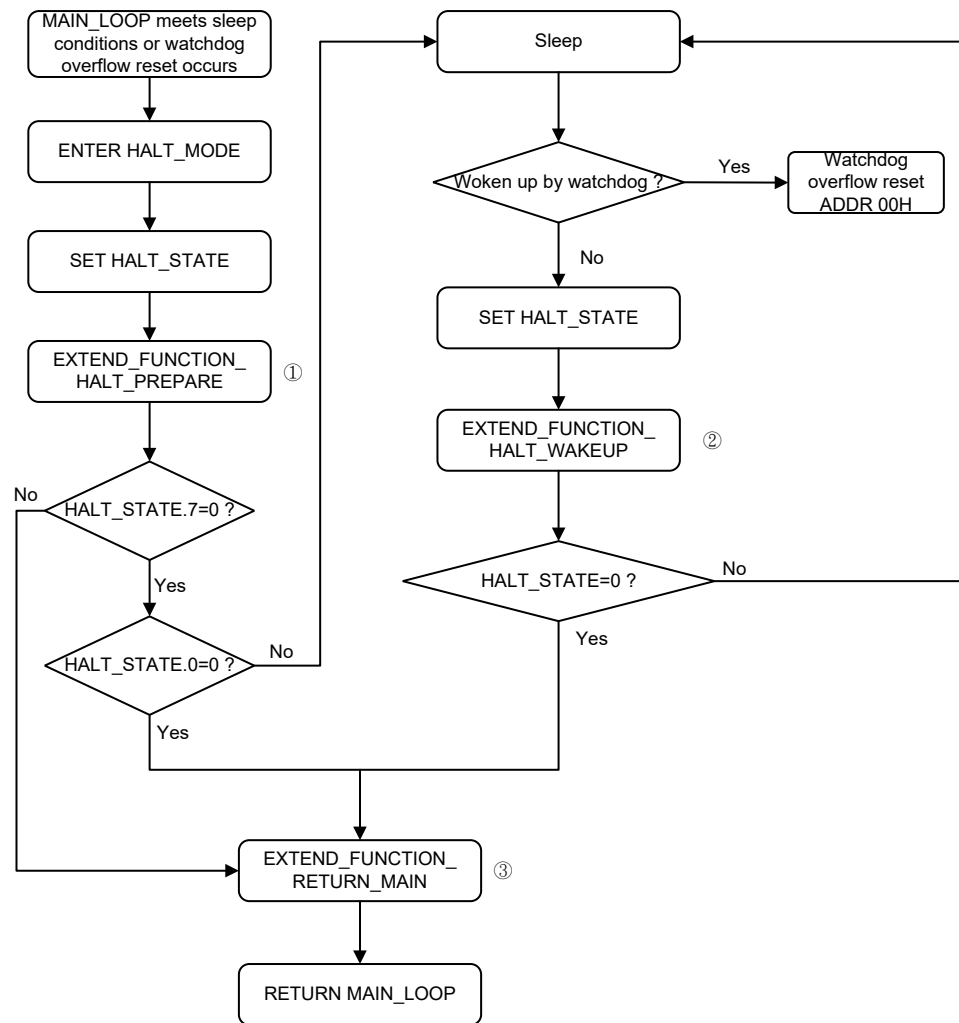 MAIN_LOOP meets sleep
conditions or watchdog
overflow reset occurs
ENTER HALT_MODE
SET HALT_STATE
EXTEND_FUNCTION_
HALT_PREPARE
①
HALT_STATE.7=0 ?
No
Yes
HALT_STATE.0=0 ?
No
Yes
Sleep
Woken up by watchdog ?
Yes
Watchdog
overflow reset
ADDR 00H
No
SET HALT_STATE
EXTEND_FUNCTION_
HALT_WAKEUP
②
HALT_STATE=0 ?
No
Yes
EXTEND_FUNCTION_
RETURN_MAIN
③
RETURN MAIN_LOOP